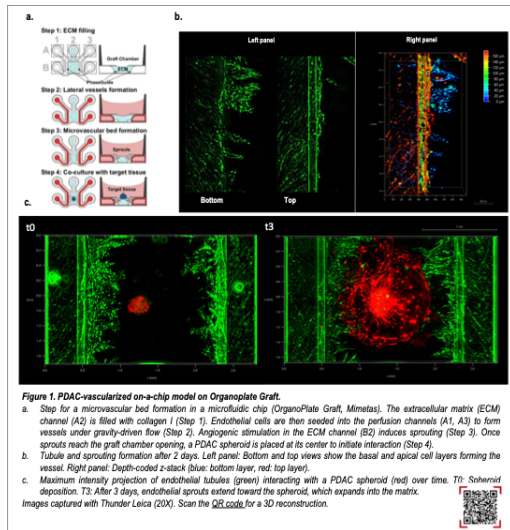 a.
Step 1: ECM filling
1 2 3
A
B
Graft Chamber
ECM
PhaseGuide
Step 2: Lateral vessels formation
Step 3: Microvascular bed formation
Sprouts
Step 4: Co-culture with target tissue
Target tissue
b.
Left panel
Right panel
Bottom
Top
c.
t0
t3
Figure 1. PDAC-vascularized on-a-chip model on Organoplate Graft.
a. Step for a microvascular bed formation in a microfluidic chip (OrganoPlate Graft, Mimetas). The extracellular matrix (ECM)
channel (A2) is filled with collagen I (Step 1). Endothelial cells are then seeded into the perfusion channels (A1, A3) to form
vessels under gravity-driven flow (Step 2). Angiogenic stimulation in the ECM channel (B2) induces sprouting (Step 3). Once
sprouts reach the graft chamber opening, a PDAC spheroid is placed at its center to initiate interaction (Step 4).
b. Tubule and sprouting formation after 2 days. Left panel: Bottom and top views show the basal and apical cell layers forming the
vessel. Right panel: Depth-coded z-stack (blue: bottom layer, red: top layer).
c. Maximum intensity projection of endothelial tubules (green) interacting with a PDAC spheroid (red) over time. T0: Spheroid
deposition. T3: After 3 days, endothelial sprouts extend toward the spheroid, which expands into the matrix.
Images captured with Thunder Leica (20X). Scan the QR code for a 3D reconstruction.